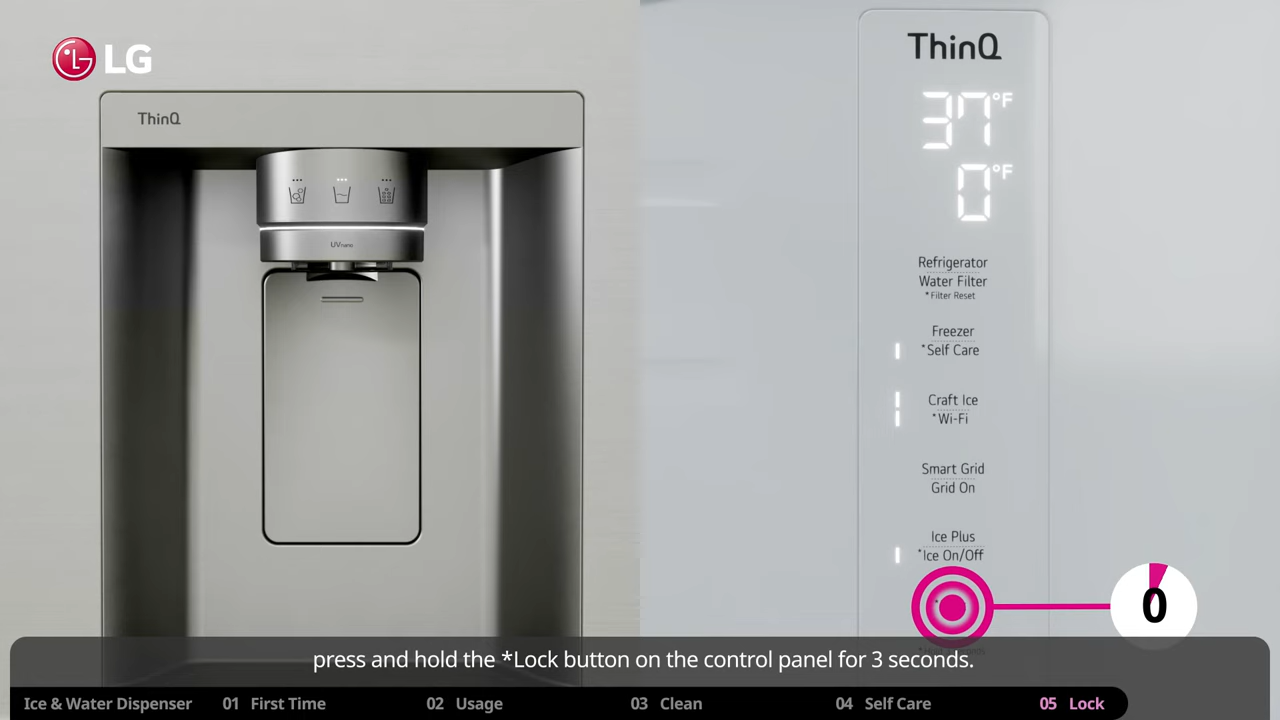 LG
ThinQ
UVnano
ThinQ
37°F
0°F
Refrigerator
Water Filter
*Filter Reset
Freezer
*Self Care
Craft Ice
*Wi-Fi
Smart Grid
Grid On
Ice Plus
*Ice On/Off
0
press and hold the *Lock button on the control panel for 3 seconds.
Ice & Water Dispenser 01 First Time 02 Usage 03 Clean 04 Self Care 05 Lock